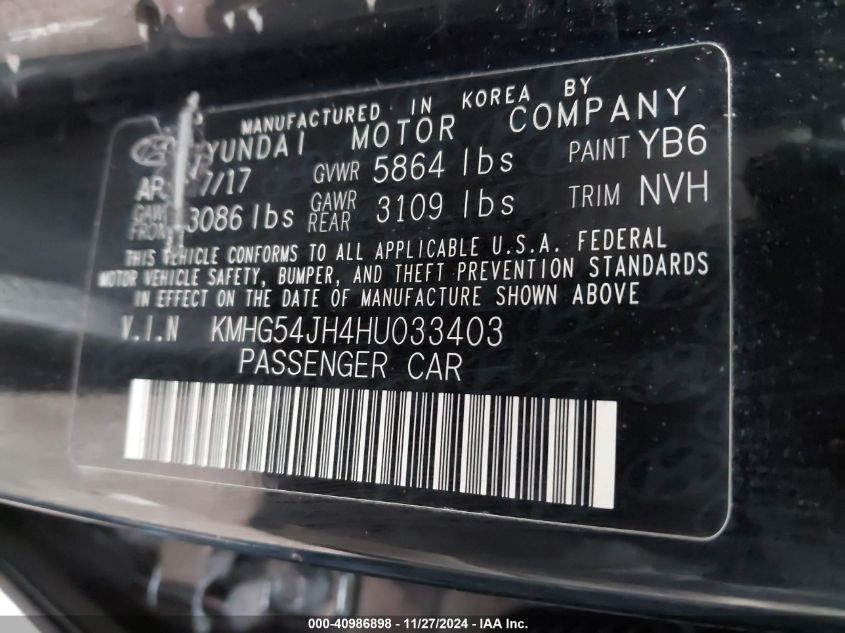 MANUFACTURED IN KOREA BY
HYUNDAI MOTOR COMPANY
/17 GVWR 5864 lbs PAINT YB6
GAWR FRONT 3086 lbs GAWR REAR 3109 lbs TRIM NVH
THIS VEHICLE CONFORMS TO ALL APPLICABLE U.S.A. FEDERAL
MOTOR VEHICLE SAFETY, BUMPER, AND THEFT PREVENTION STANDARDS
IN EFFECT ON THE DATE OF MANUFACTURE SHOWN ABOVE
V.I.N KMHG54JH4HU033403
PASSENGER CAR
000-40986898 - 11/27/2024 - IAA Inc.